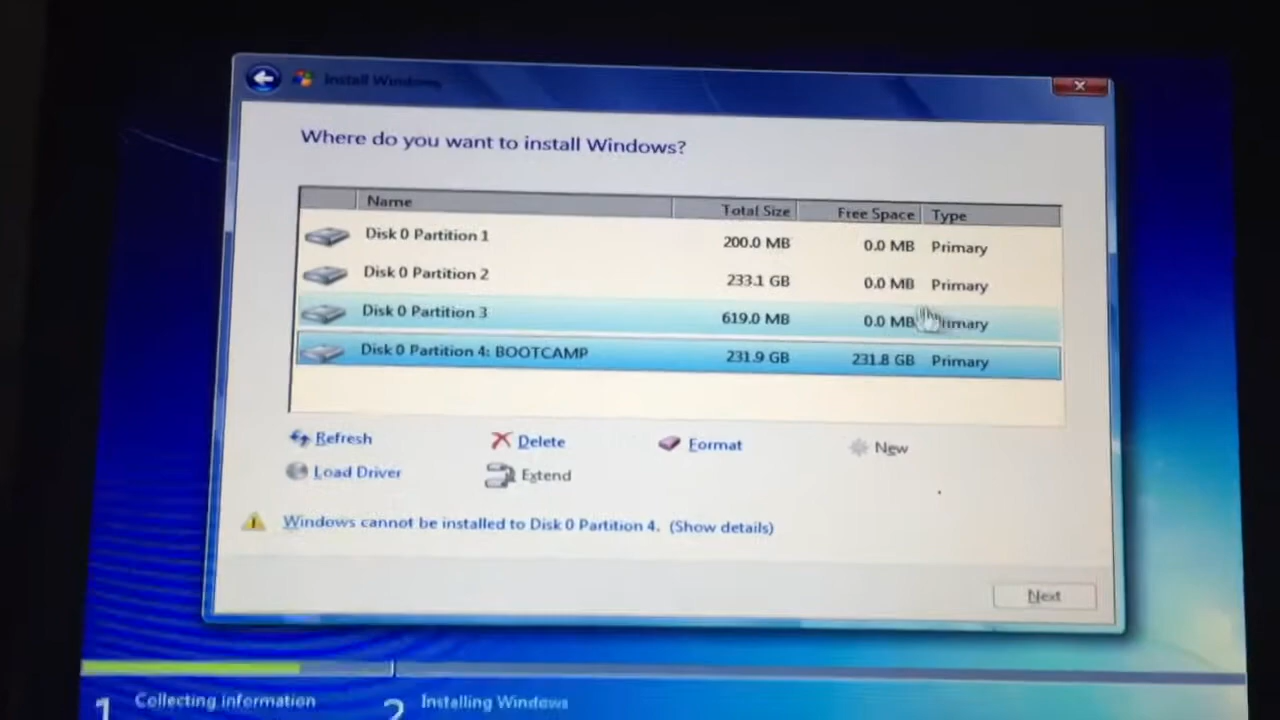 Install Windows
Where do you want to install Windows?
Name Total Size Free Space Type
Disk 0 Partition 1 200.0 MB 0.0 MB Primary
Disk 0 Partition 2 233.1 GB 0.0 MB Primary
Disk 0 Partition 3 619.0 MB 0.0 MB Primary
Disk 0 Partition 4: BOOTCAMP 231.9 GB 231.8 GB Primary
Refresh Delete Format New
Load Driver Extend
Windows cannot be installed to Disk 0 Partition 4. (Show details)
Next
1 Collecting information 2 Installing Windows